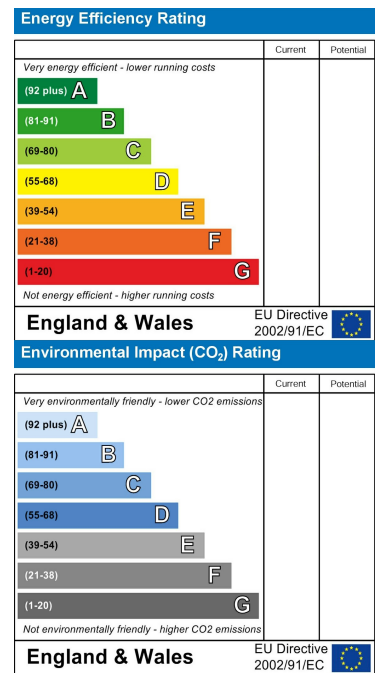 Energy Efficiency Rating
Current Potential
Very energy efficient - lower running costs
(92 plus) A
(81-91) B
(69-80) C
(55-68) D
(39-54) E
(21-38) F
(1-20) G
Not energy efficient - higher running costs
England & Wales
EU Directive
2002/91/EC
Environmental Impact (CO₂) Rating
Current Potential
Very environmentally friendly - lower CO2 emissions
(92 plus) A
(81-91) B
(69-80) C
(55-68) D
(39-54) E
(21-38) F
(1-20) G
Not environmentally friendly - higher CO2 emissions
England & Wales
EU Directive
2002/91/EC